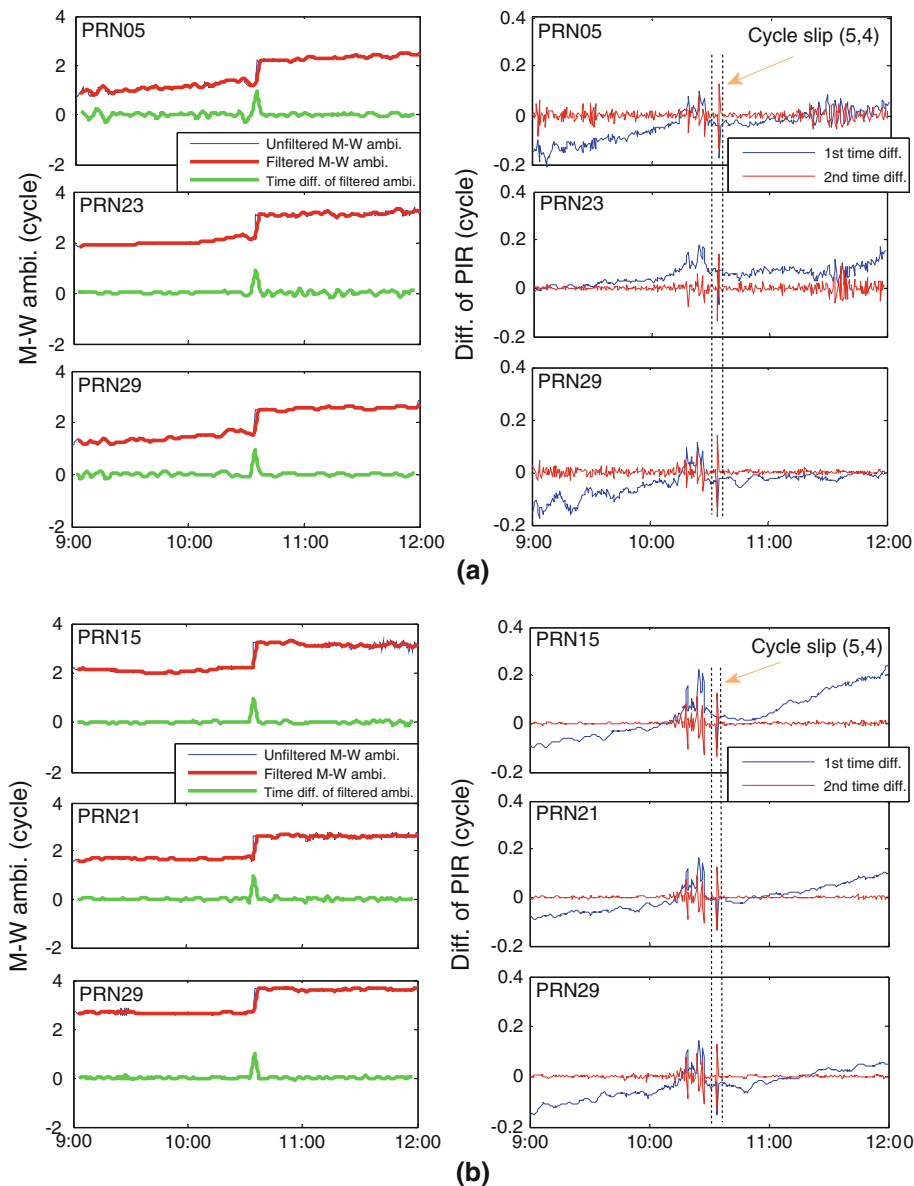 (a)
4
PRN05
2
0
-2
Unfiltered M-W ambi.
Filtered M-W ambi.
Time diff. of filtered ambi.
4
PRN23
2
0
-2
4
PRN29
2
0
-2
9:00 10:00 11:00 12:00
M-W ambi. (cycle)
0.4
PRN05
Cycle slip (5,4)
0.2
0
-0.2
1st time diff.
2nd time diff.
0.4
PRN23
0.2
0
-0.2
0.4
PRN29
0.2
0
-0.2
9:00 10:00 11:00 12:00
Diff. of PIR (cycle)
(a)
4
PRN15
2
0
-2
Unfiltered M-W ambi.
Filtered M-W ambi.
Time diff. of filtered ambi.
4
PRN21
2
0
-2
4
PRN29
2
0
-2
9:00 10:00 11:00 12:00
M-W ambi. (cycle)
0.4
PRN15
Cycle slip (5,4)
0.2
0
-0.2
1st time diff.
2nd time diff.
0.4
PRN21
0.2
0
-0.2
0.4
PRN29
0.2
0
-0.2
9:00 10:00 11:00 12:00
Diff. of PIR (cycle)
(b)